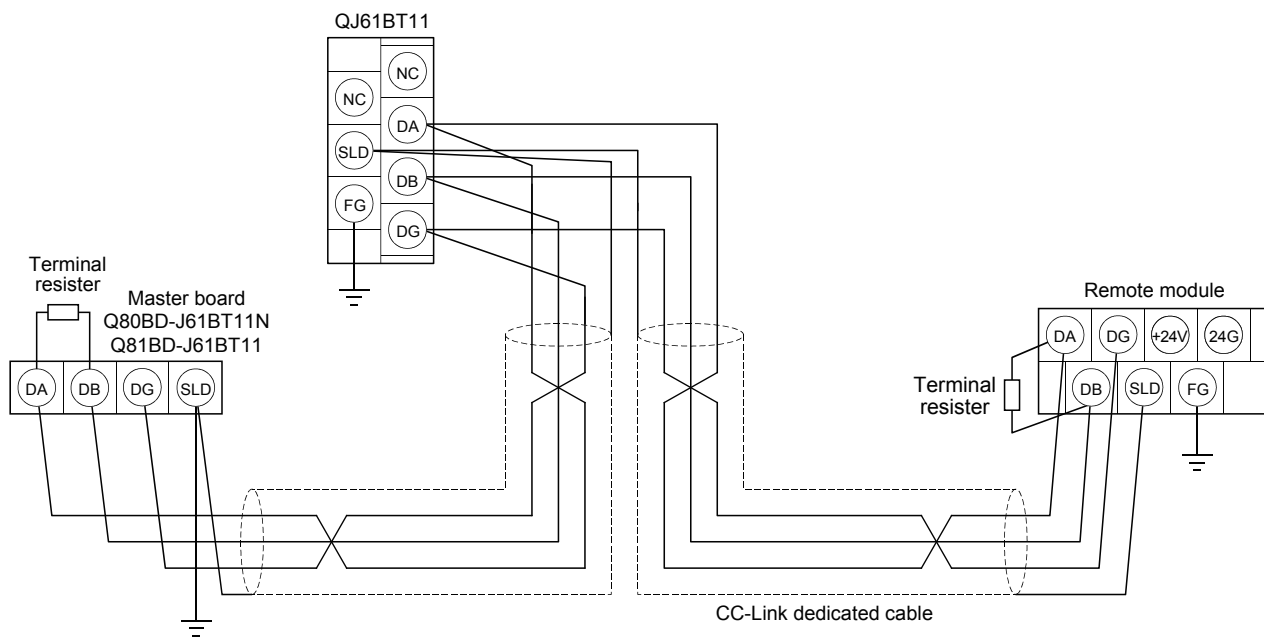 QJ61BT11
NC
NC
DA
SLD
DB
FG
DG
Terminal
resister
Master board
Q80BD-J61BT11N
Q81BD-J61BT11
DA DB DG SLD
Remote module
DA DG +24V 24G
Terminal
resister
DB SLD FG
CC-Link dedicated cable